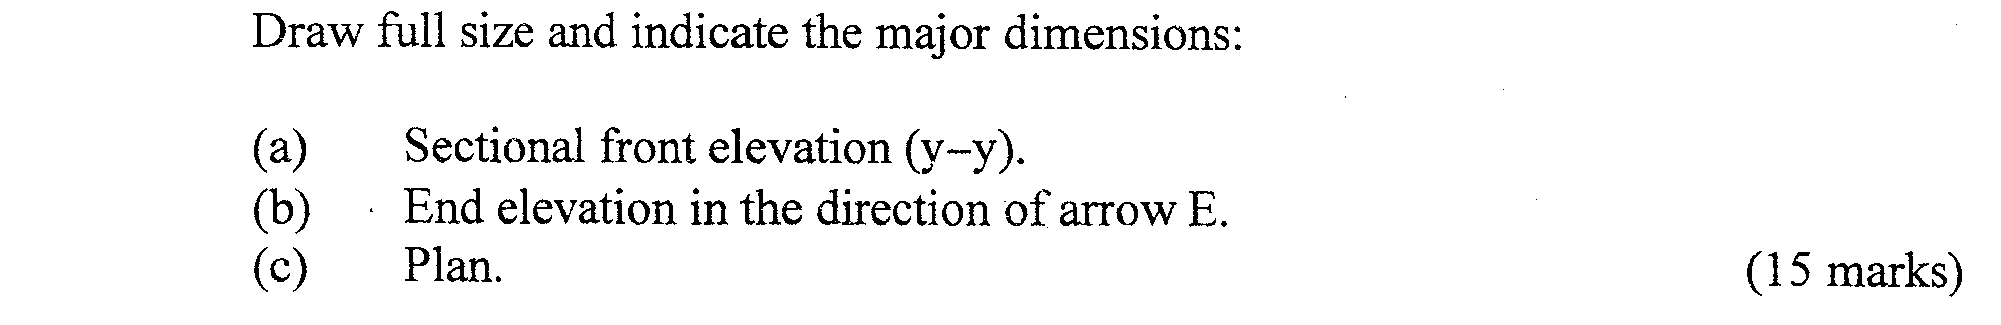 Draw full size and indicate the major dimensions:
(a) Sectional front elevation (y–y).
(b) End elevation in the direction of arrow E.
(c) Plan. (15 marks)